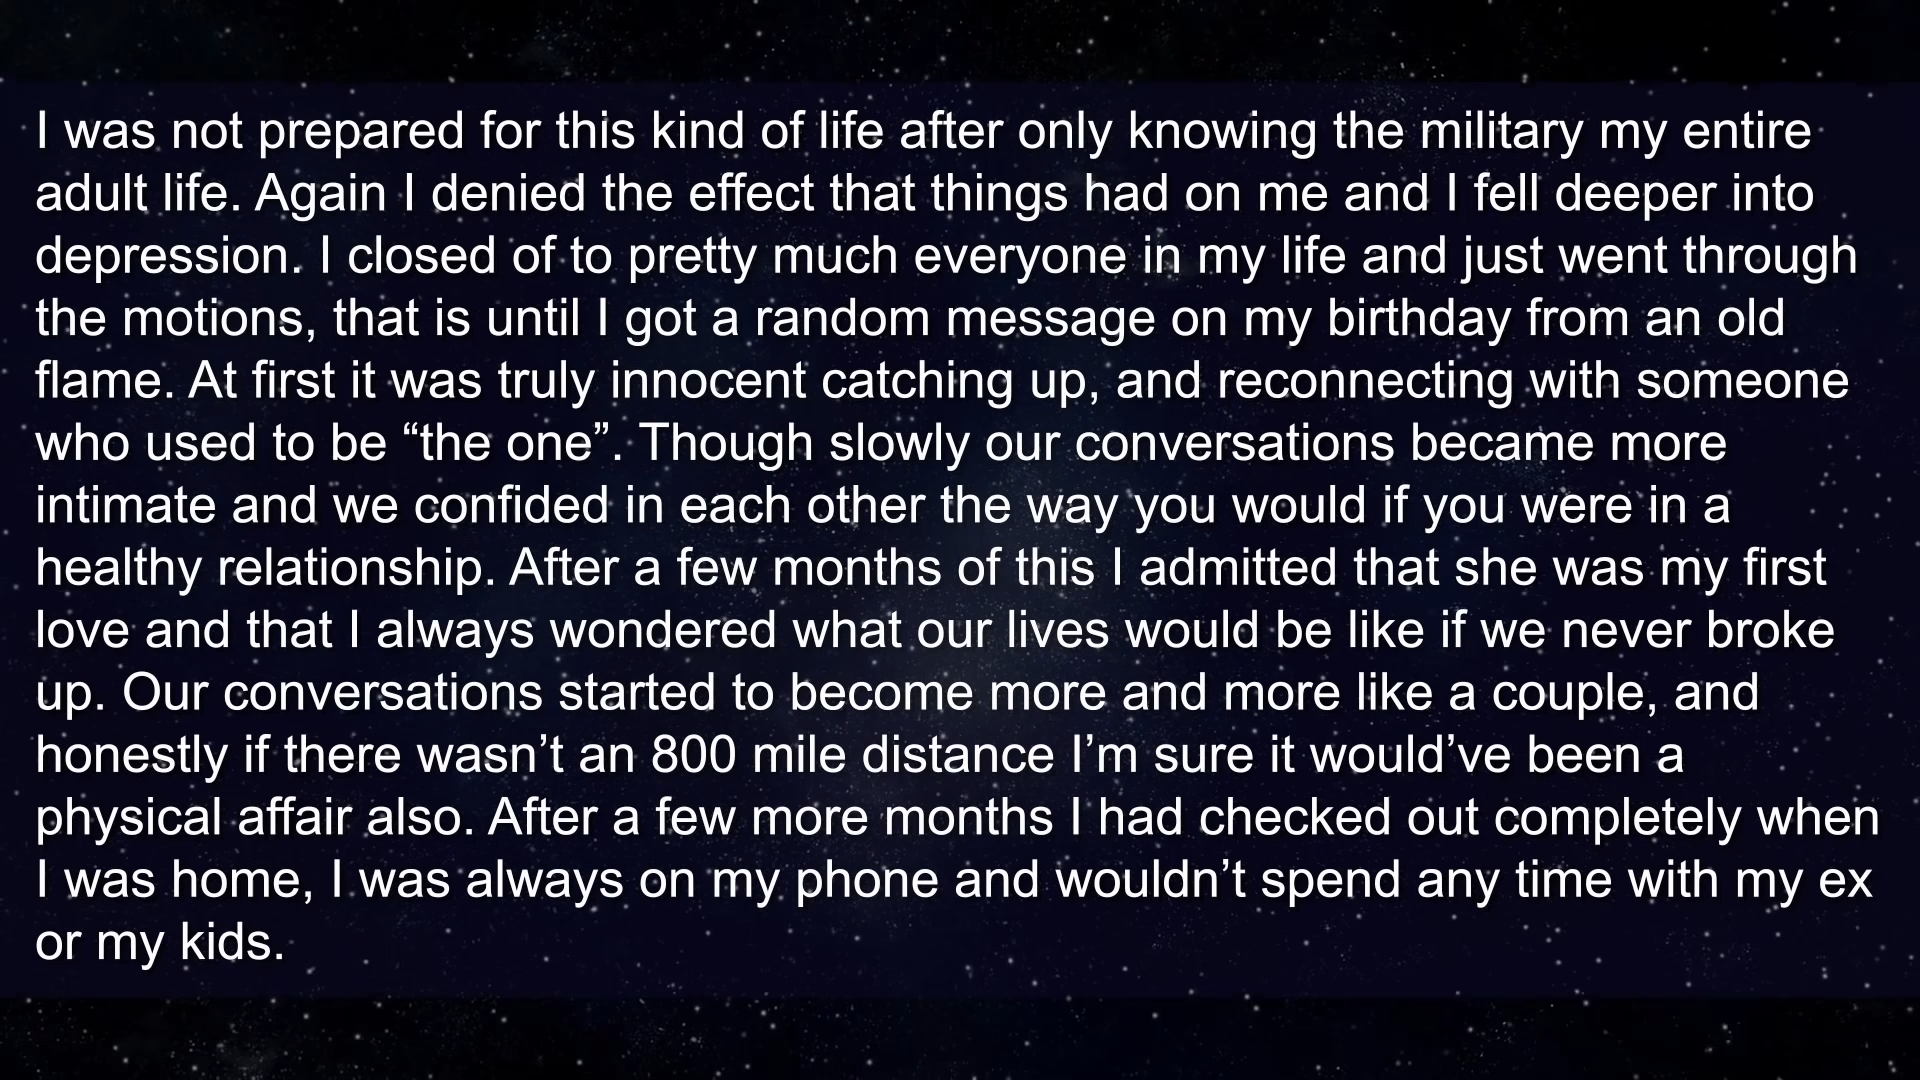 I was not prepared for this kind of life after only knowing the military my entire
adult life. Again I denied the effect that things had on me and I fell deeper into
depression. I closed of to pretty much everyone in my life and just went through
the motions, that is until I got a random message on my birthday from an old
flame. At first it was truly innocent catching up, and reconnecting with someone
who used to be “the one”. Though slowly our conversations became more
intimate and we confided in each other the way you would if you were in a
healthy relationship. After a few months of this I admitted that she was my first
love and that I always wondered what our lives would be like if we never broke
up. Our conversations started to become more and more like a couple, and
honestly if there wasn’t an 800 mile distance I’m sure it would’ve been a
physical affair also. After a few more months I had checked out completely when
I was home, I was always on my phone and wouldn’t spend any time with my ex
or my kids.